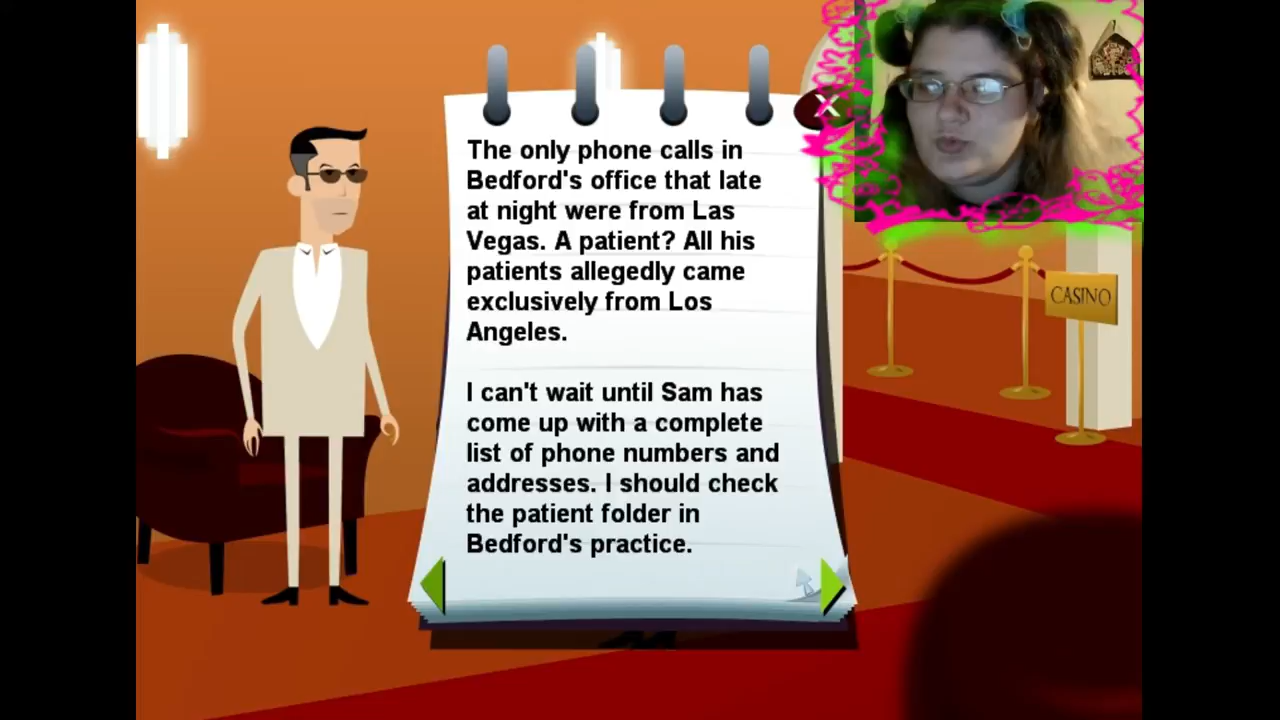 The only phone calls in
Bedford's office that late
at night were from Las
Vegas. A patient? All his
patients allegedly came
exclusively from Los
Angeles.
I can't wait until Sam has
come up with a complete
list of phone numbers and
addresses. I should check
the patient folder in
Bedford's practice.
X
CASINO